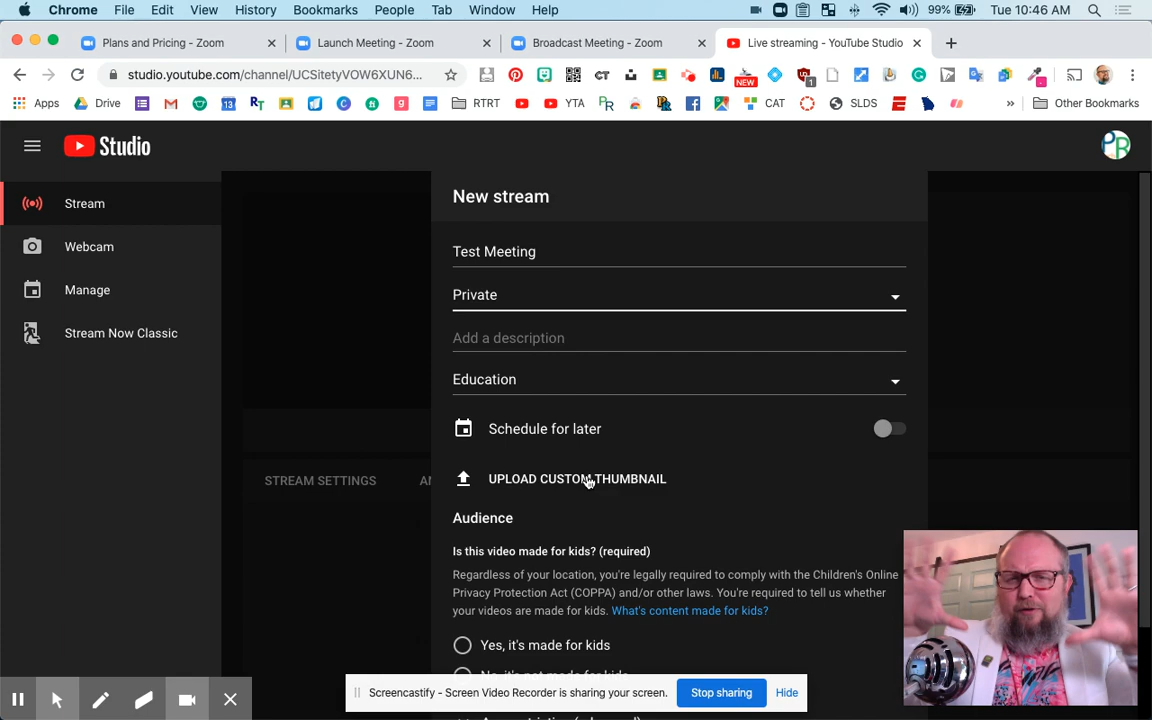 Chrome File Edit View History Bookmarks People Tab Window Help 99% Tue 10:46 AM
Plans and Pricing - Zoom Launch Meeting - Zoom Broadcast Meeting - Zoom Live streaming - YouTube Studio
studio.youtube.com/channel/UCSitetyVOW6XUN6...
NEW 1
Apps Drive RTRT YTA CAT SLDS » Other Bookmarks
Studio
Stream
Webcam
Manage
Stream Now Classic
STREAM SETTINGS
New stream
Test Meeting
Private
Add a description
Education
Schedule for later
UPLOAD CUSTOM THUMBNAIL
Audience
Is this video made for kids? (required)
Regardless of your location, you're legally required to comply with the Children's Online
Privacy Protection Act (COPPA) and/or other laws. You're required to tell us whether
your videos are made for kids. What's content made for kids?
Yes, it's made for kids
Screencastify - Screen Video Recorder is sharing your screen. Stop sharing Hide